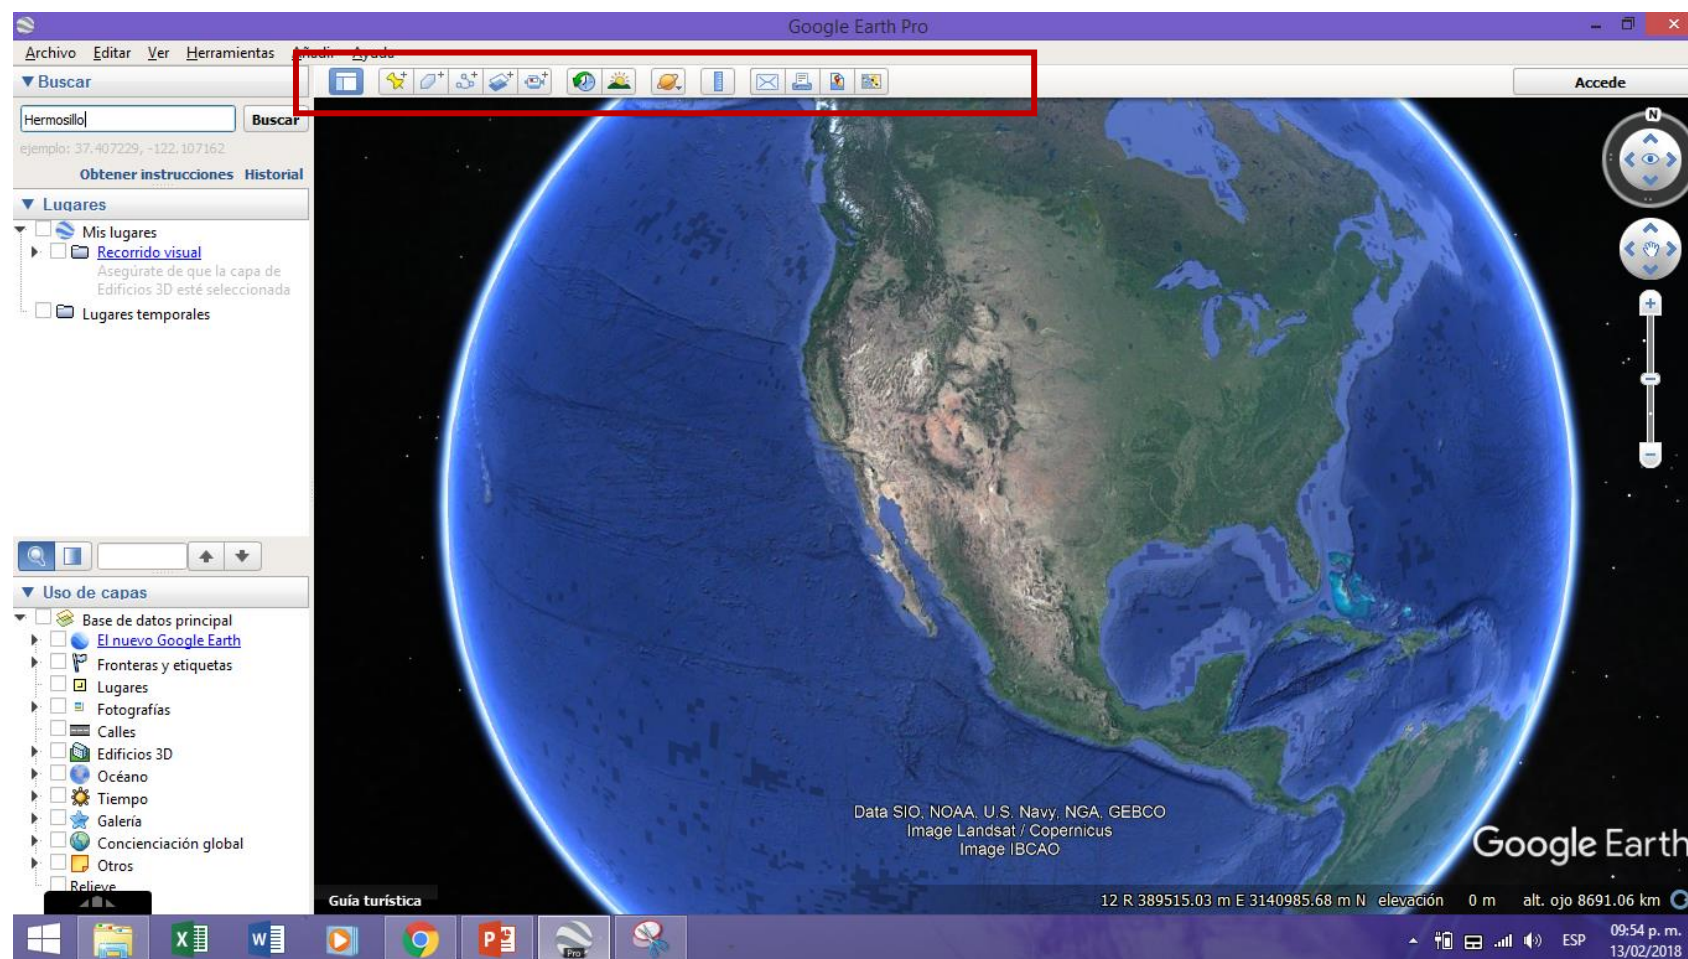 Google Earth Pro
Archivo Editar Ver Herramientas Añadir Ayuda
Buscar
Accede
Hermosillo
Buscar
ejemplo: 37.407229, -122.107162
Obtener instrucciones Historial
N
Lugares
Mis lugares
Recorrido visual
Asegúrate de que la capa de
Edificios 3D esté seleccionada
Lugares temporales
Uso de capas
Base de datos principal
El nuevo Google Earth
Fronteras y etiquetas
Lugares
Fotografías
Calles
Edificios 3D
Océano
Tiempo
Galería
Concienciación global
Otros
Relieve
Data SIO, NOAA, U.S. Navy, NGA, GEBCO
Image Landsat / Copernicus
Image IBCAO
Google Earth
Guía turística
12 R 389515.03 m E 3140985.68 m N elevación 0 m alt. ojo 8691.06 km
Pro
ESP
09:54 p. m.
13/02/2018